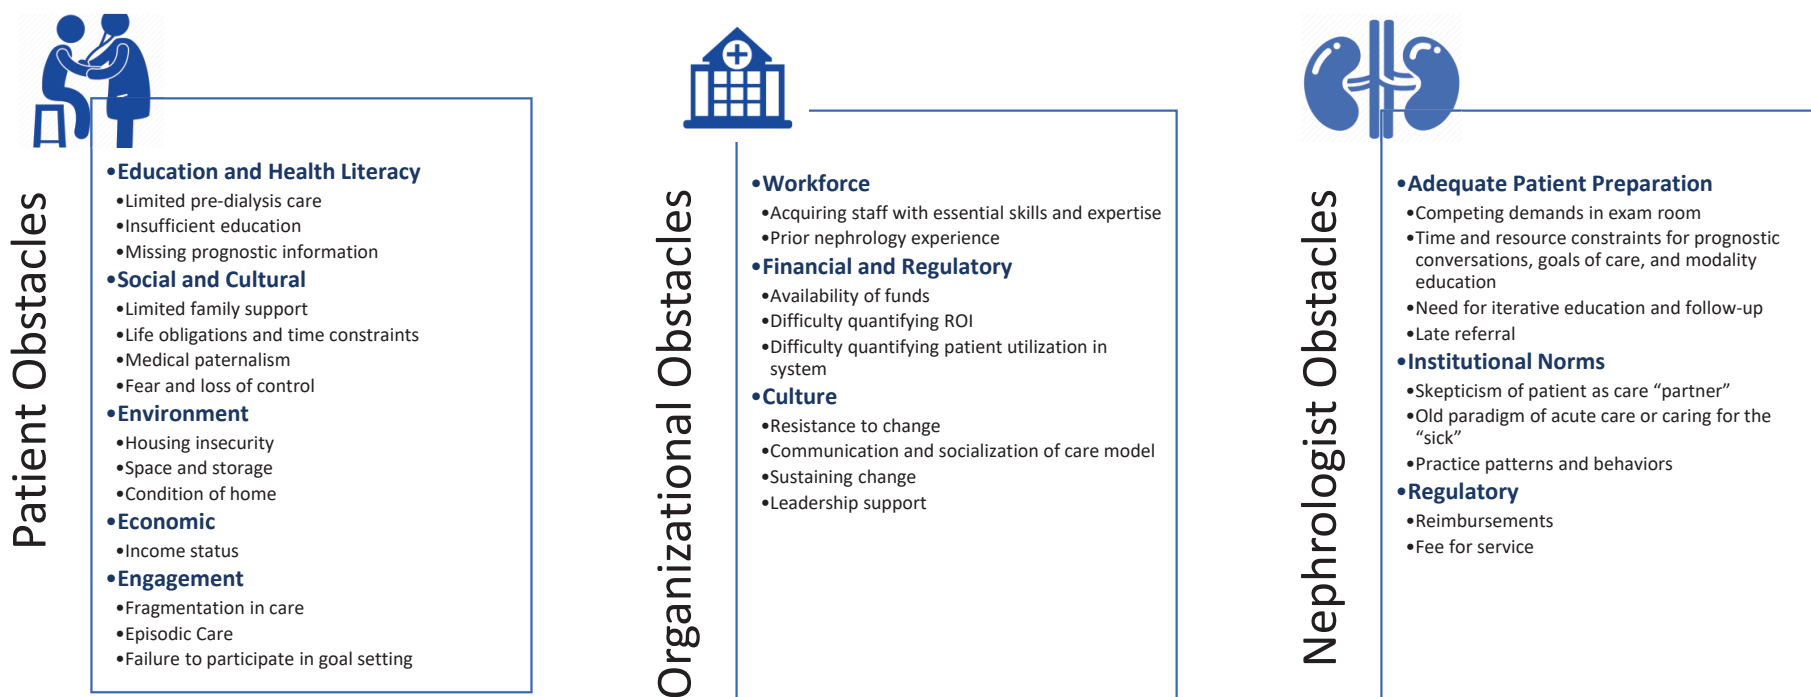 Patient Obstacles
•Education and Health Literacy
•Limited pre-dialysis care
•Insufficient education
•Missing prognostic information
•Social and Cultural
•Limited family support
•Life obligations and time constraints
•Medical paternalism
•Fear and loss of control
•Environment
•Housing insecurity
•Space and storage
•Condition of home
•Economic
•Income status
•Engagement
•Fragmentation in care
•Episodic Care
•Failure to participate in goal setting
Organizational Obstacles
•Workforce
•Acquiring staff with essential skills and expertise
•Prior nephrology experience
•Financial and Regulatory
•Availability of funds
•Difficulty quantifying ROI
•Difficulty quantifying patient utilization in
system
•Culture
•Resistance to change
•Communication and socialization of care model
•Sustaining change
•Leadership support
Nephrologist Obstacles
•Adequate Patient Preparation
•Competing demands in exam room
•Time and resource constraints for prognostic
conversations, goals of care, and modality
education
•Need for iterative education and follow-up
•Late referral
•Institutional Norms
•Skepticism of patient as care “partner”
•Old paradigm of acute care or caring for the
“sick”
•Practice patterns and behaviors
•Regulatory
•Reimbursements
•Fee for service